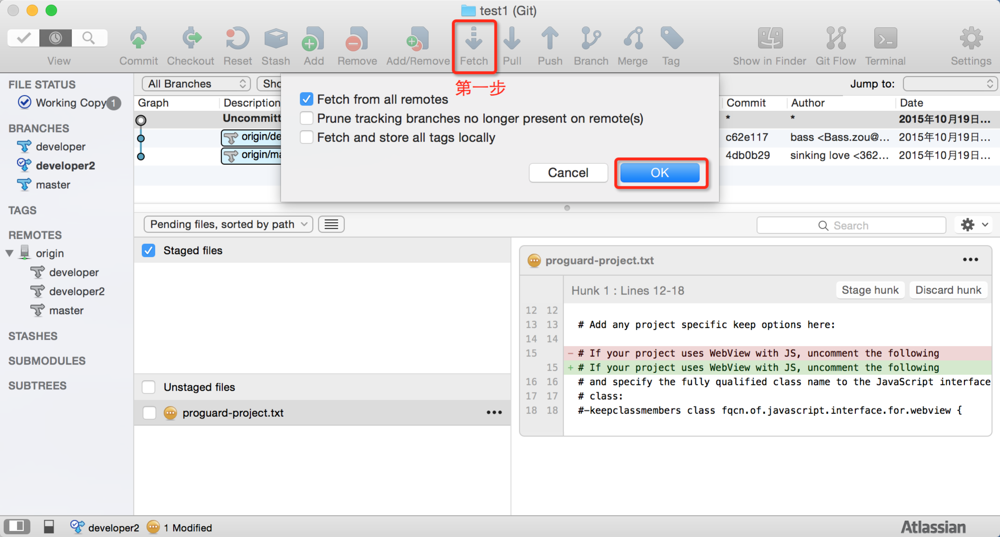 test1 (Git)
View
Commit
Checkout
Reset
Stash
Add
Remove
Add/Remove
Fetch
Pull
Push
Branch
Merge
Tag
Show in Finder
Git Flow
Terminal
Settings
FILE STATUS
Working Copy 1
BRANCHES
developer
developer2
master
TAGS
REMOTES
origin
developer
developer2
master
STASHES
SUBMODULES
SUBTREES
All Branches
Sho
第一步
Jump to:
Fetch from all remotes
Prune tracking branches no longer present on remote(s)
Fetch and store all tags locally
Cancel
OK
Graph Description Commit Author Date
Uncommitt * * 2015年10月19日...
origin/de c62e117 bass <Bass.zou@... 2015年10月19日...
origin/ma 4db0b29 sinking love <362... 2015年10月19日...
Pending files, sorted by path
Search
Staged files
Unstaged files
proguard-project.txt •••
proguard-project.txt •••
Hunk 1 : Lines 12-18
Stage hunk
Discard hunk
12 12
13 13 # Add any project specific keep options here:
14 14
15 - # If your project uses WebView with JS, uncomment the following
15 + # If your project uses WebView with JS, uncomment the following
16 16 # and specify the fully qualified class name to the JavaScript interface
17 17 # class:
18 18 #-keepclassmembers class fqcn.of.javascript.interface.for.webview {
developer2
1 Modified
Atlassian